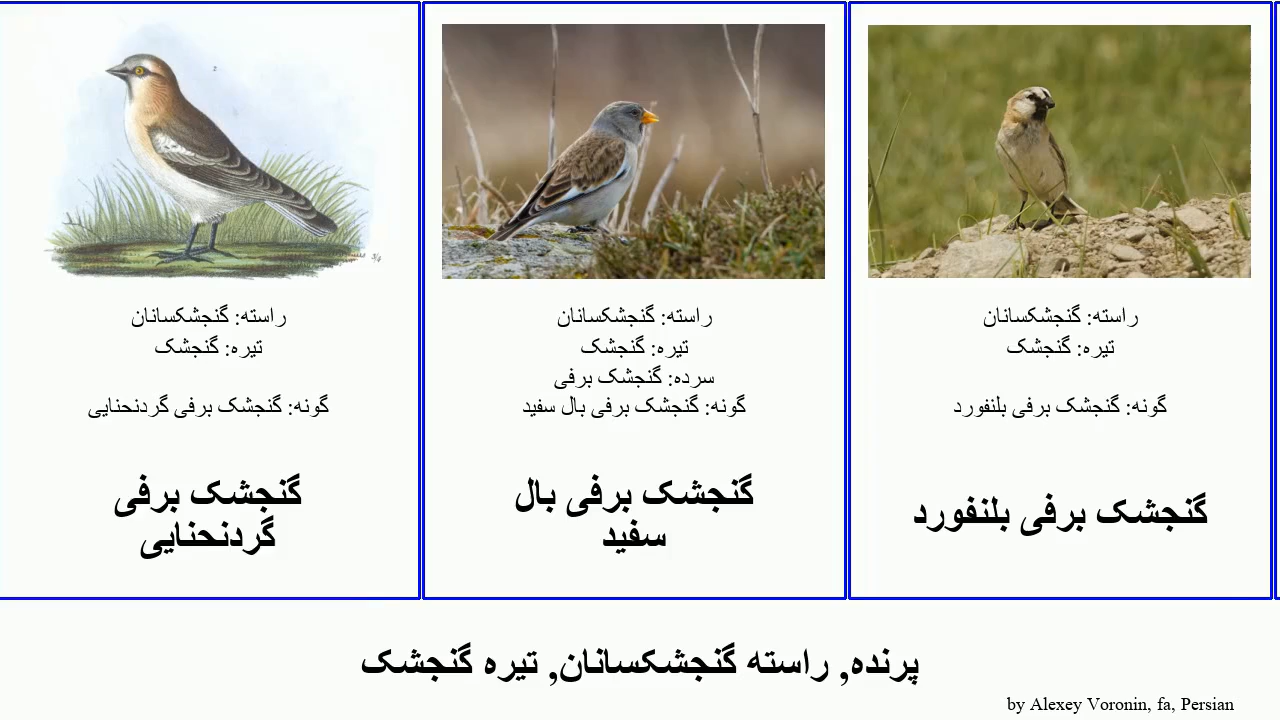 راسته: گنجشکسانان
تیره: گنجشک
گونه: گنجشک برفی گردنحنایی
گنجشک برفی
گردنحنایی
راسته: گنجشکسانان
تیره: گنجشک
سرده: گنجشک برفی
گونه: گنجشک برفی بال سفید
گنجشک برفی بال
سفید
راسته: گنجشکسانان
تیره: گنجشک
گونه: گنجشک برفی بلنفورد
گنجشک برفی بلنفورد
پرنده, راسته گنجشکسانان, تیره گنجشک
by Alexey Voronin, fa, Persian